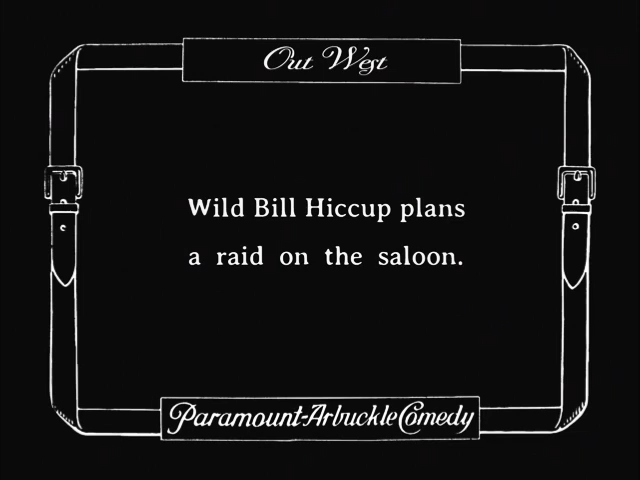 Out West
Wild Bill Hiccup plans
a raid on the saloon.
Paramount-Arbuckle Comedy